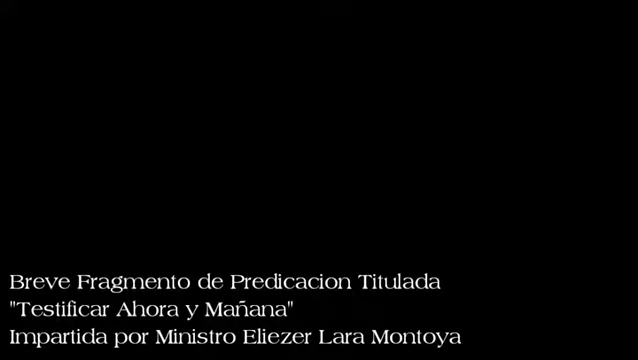 Breve Fragmento de Predicacion Titulada
"Testificar Ahora y Mañana"
Impartida por Ministro Eliezer Lara Montoya